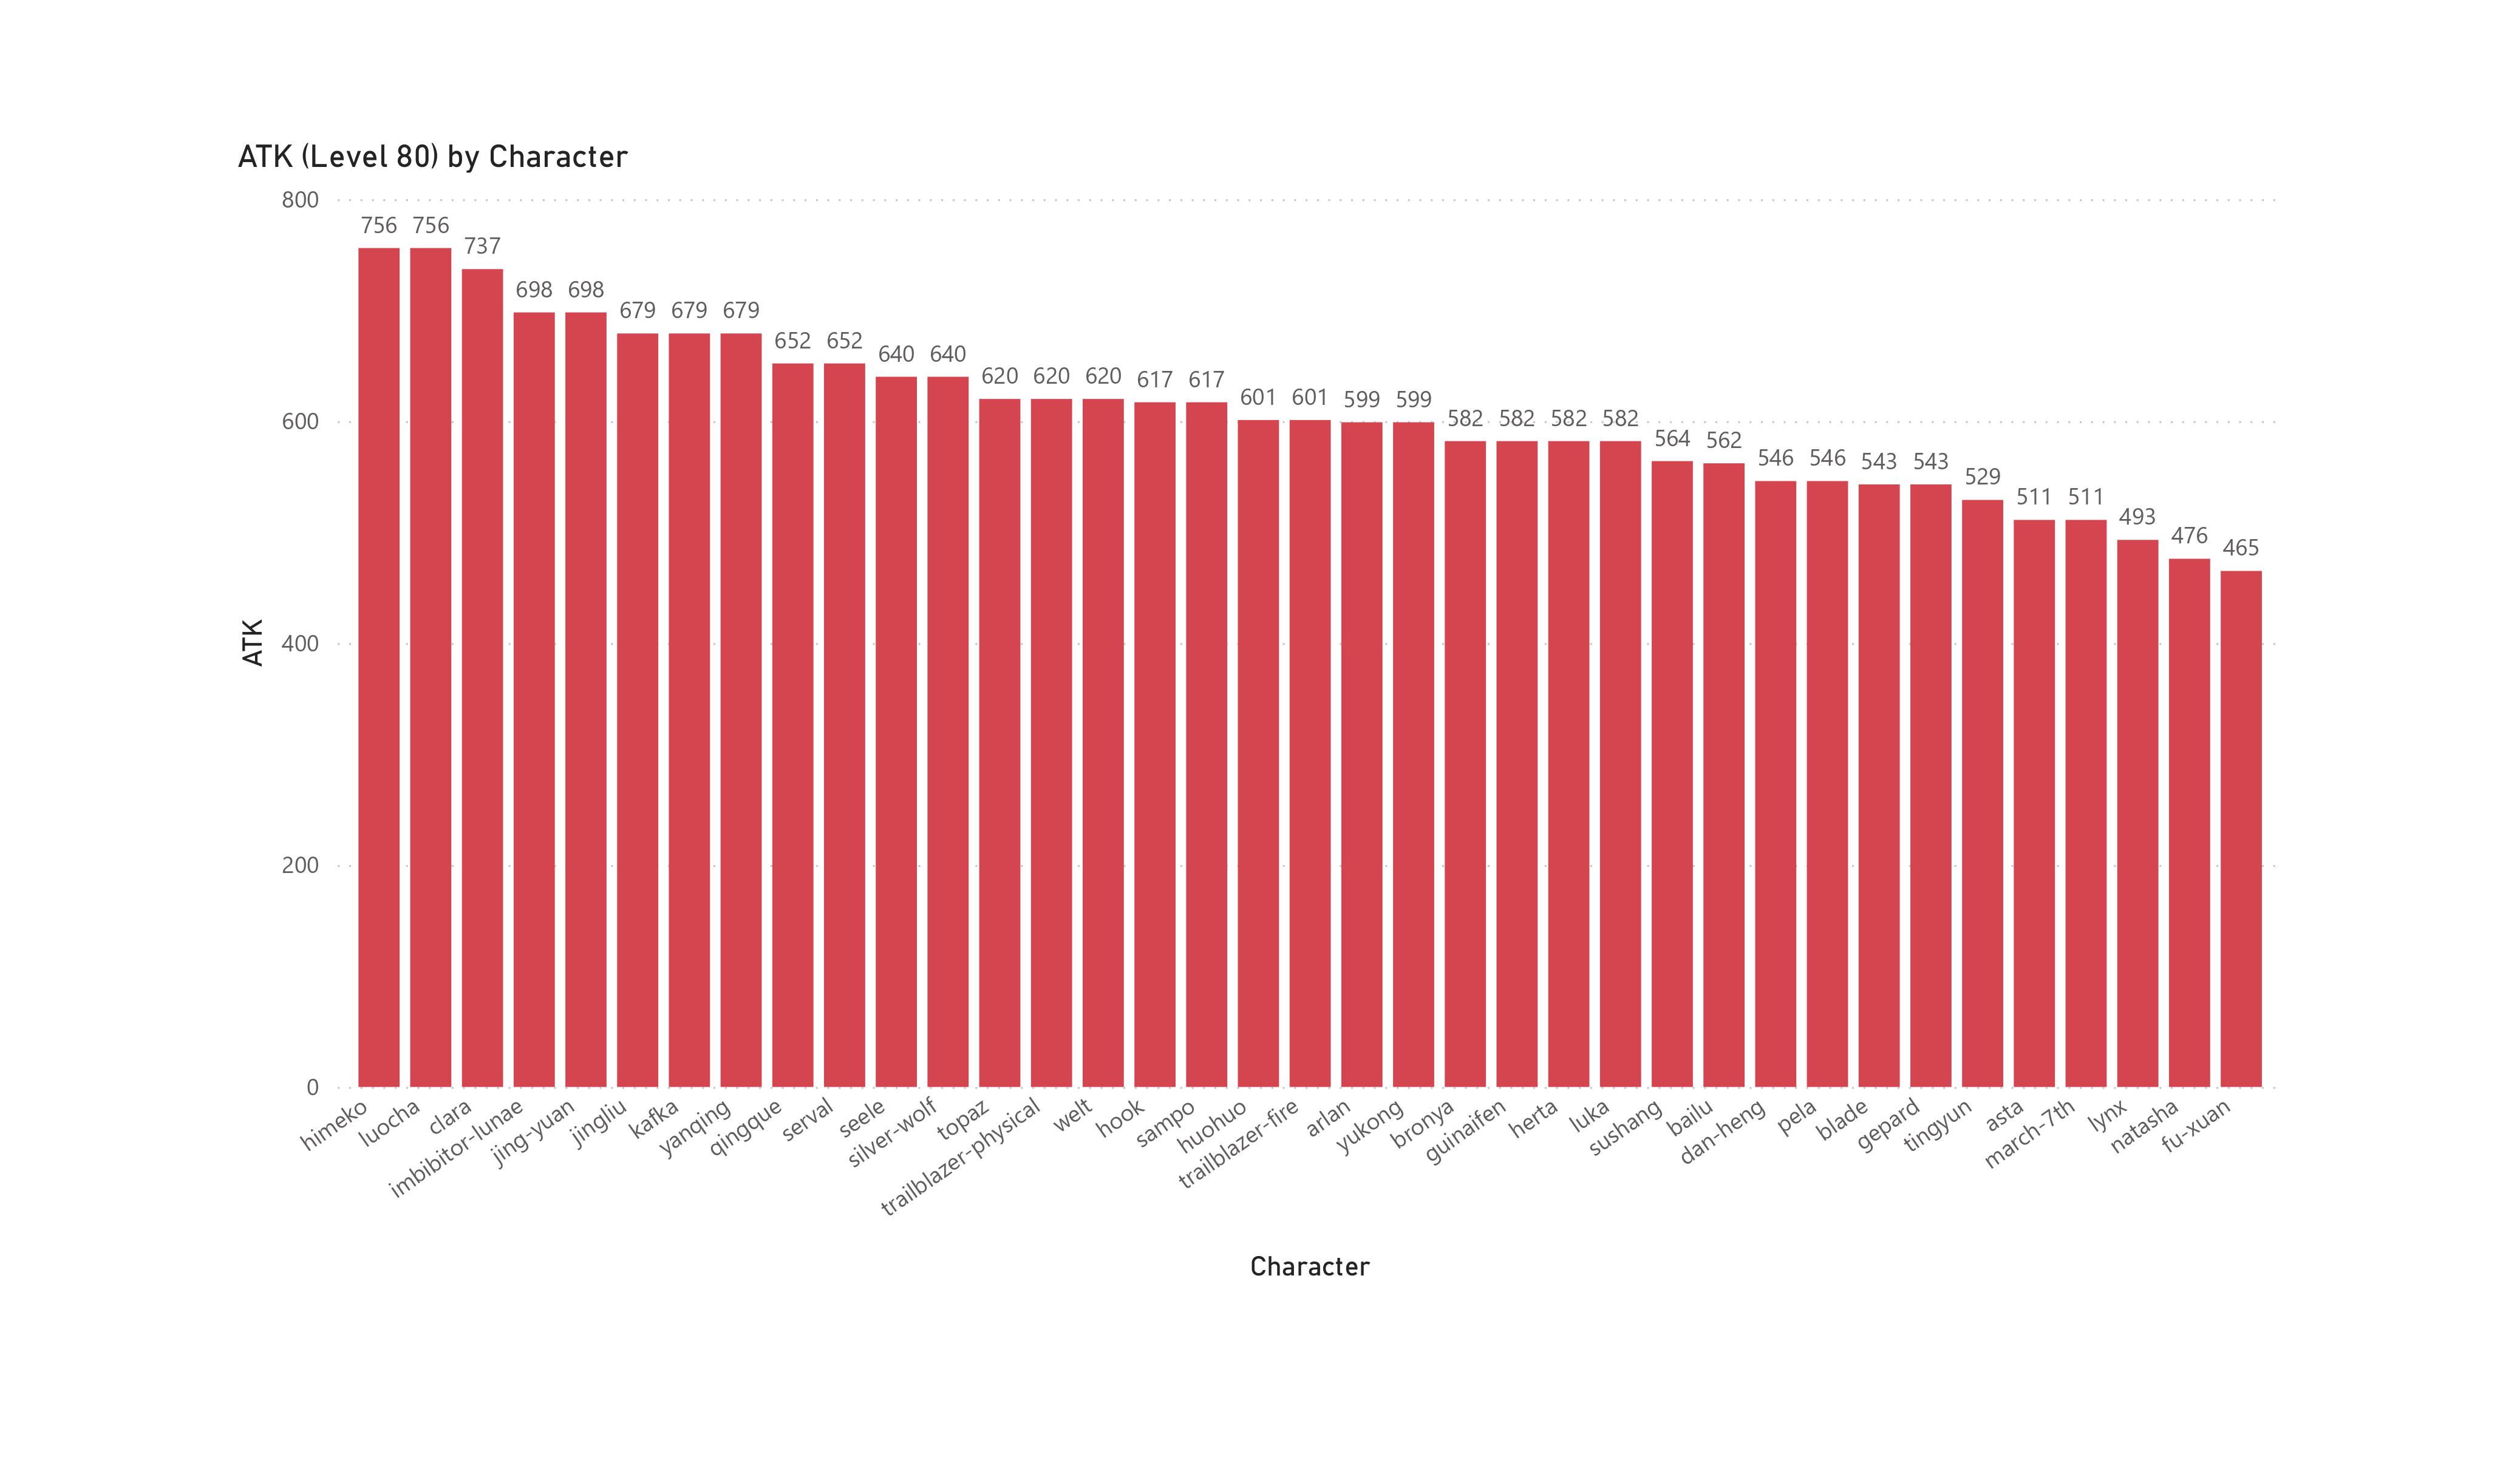 ATK (Level 80) by Character
800
756 756 737 698 698 679 679 679 652 652 640 640 620 620 620 617 617 601 601 599 599 582 582 582 582 564 562 546 546 543 543 529 511 511 493 476 465
600
400
200
0
ATK
himeko luocha clara imbibitor-lunae jing-yuan jingliu kafka yanqing qingque serval seele silver-wolf topaz trailblazer-physical welt hook sampo huohuo trailblazer-fire arlan yukong bronya guinaifen herta luka sushang bailu dan-heng pela blade gepard tingyun asta march-7th lynx natasha fu-xuan
Character